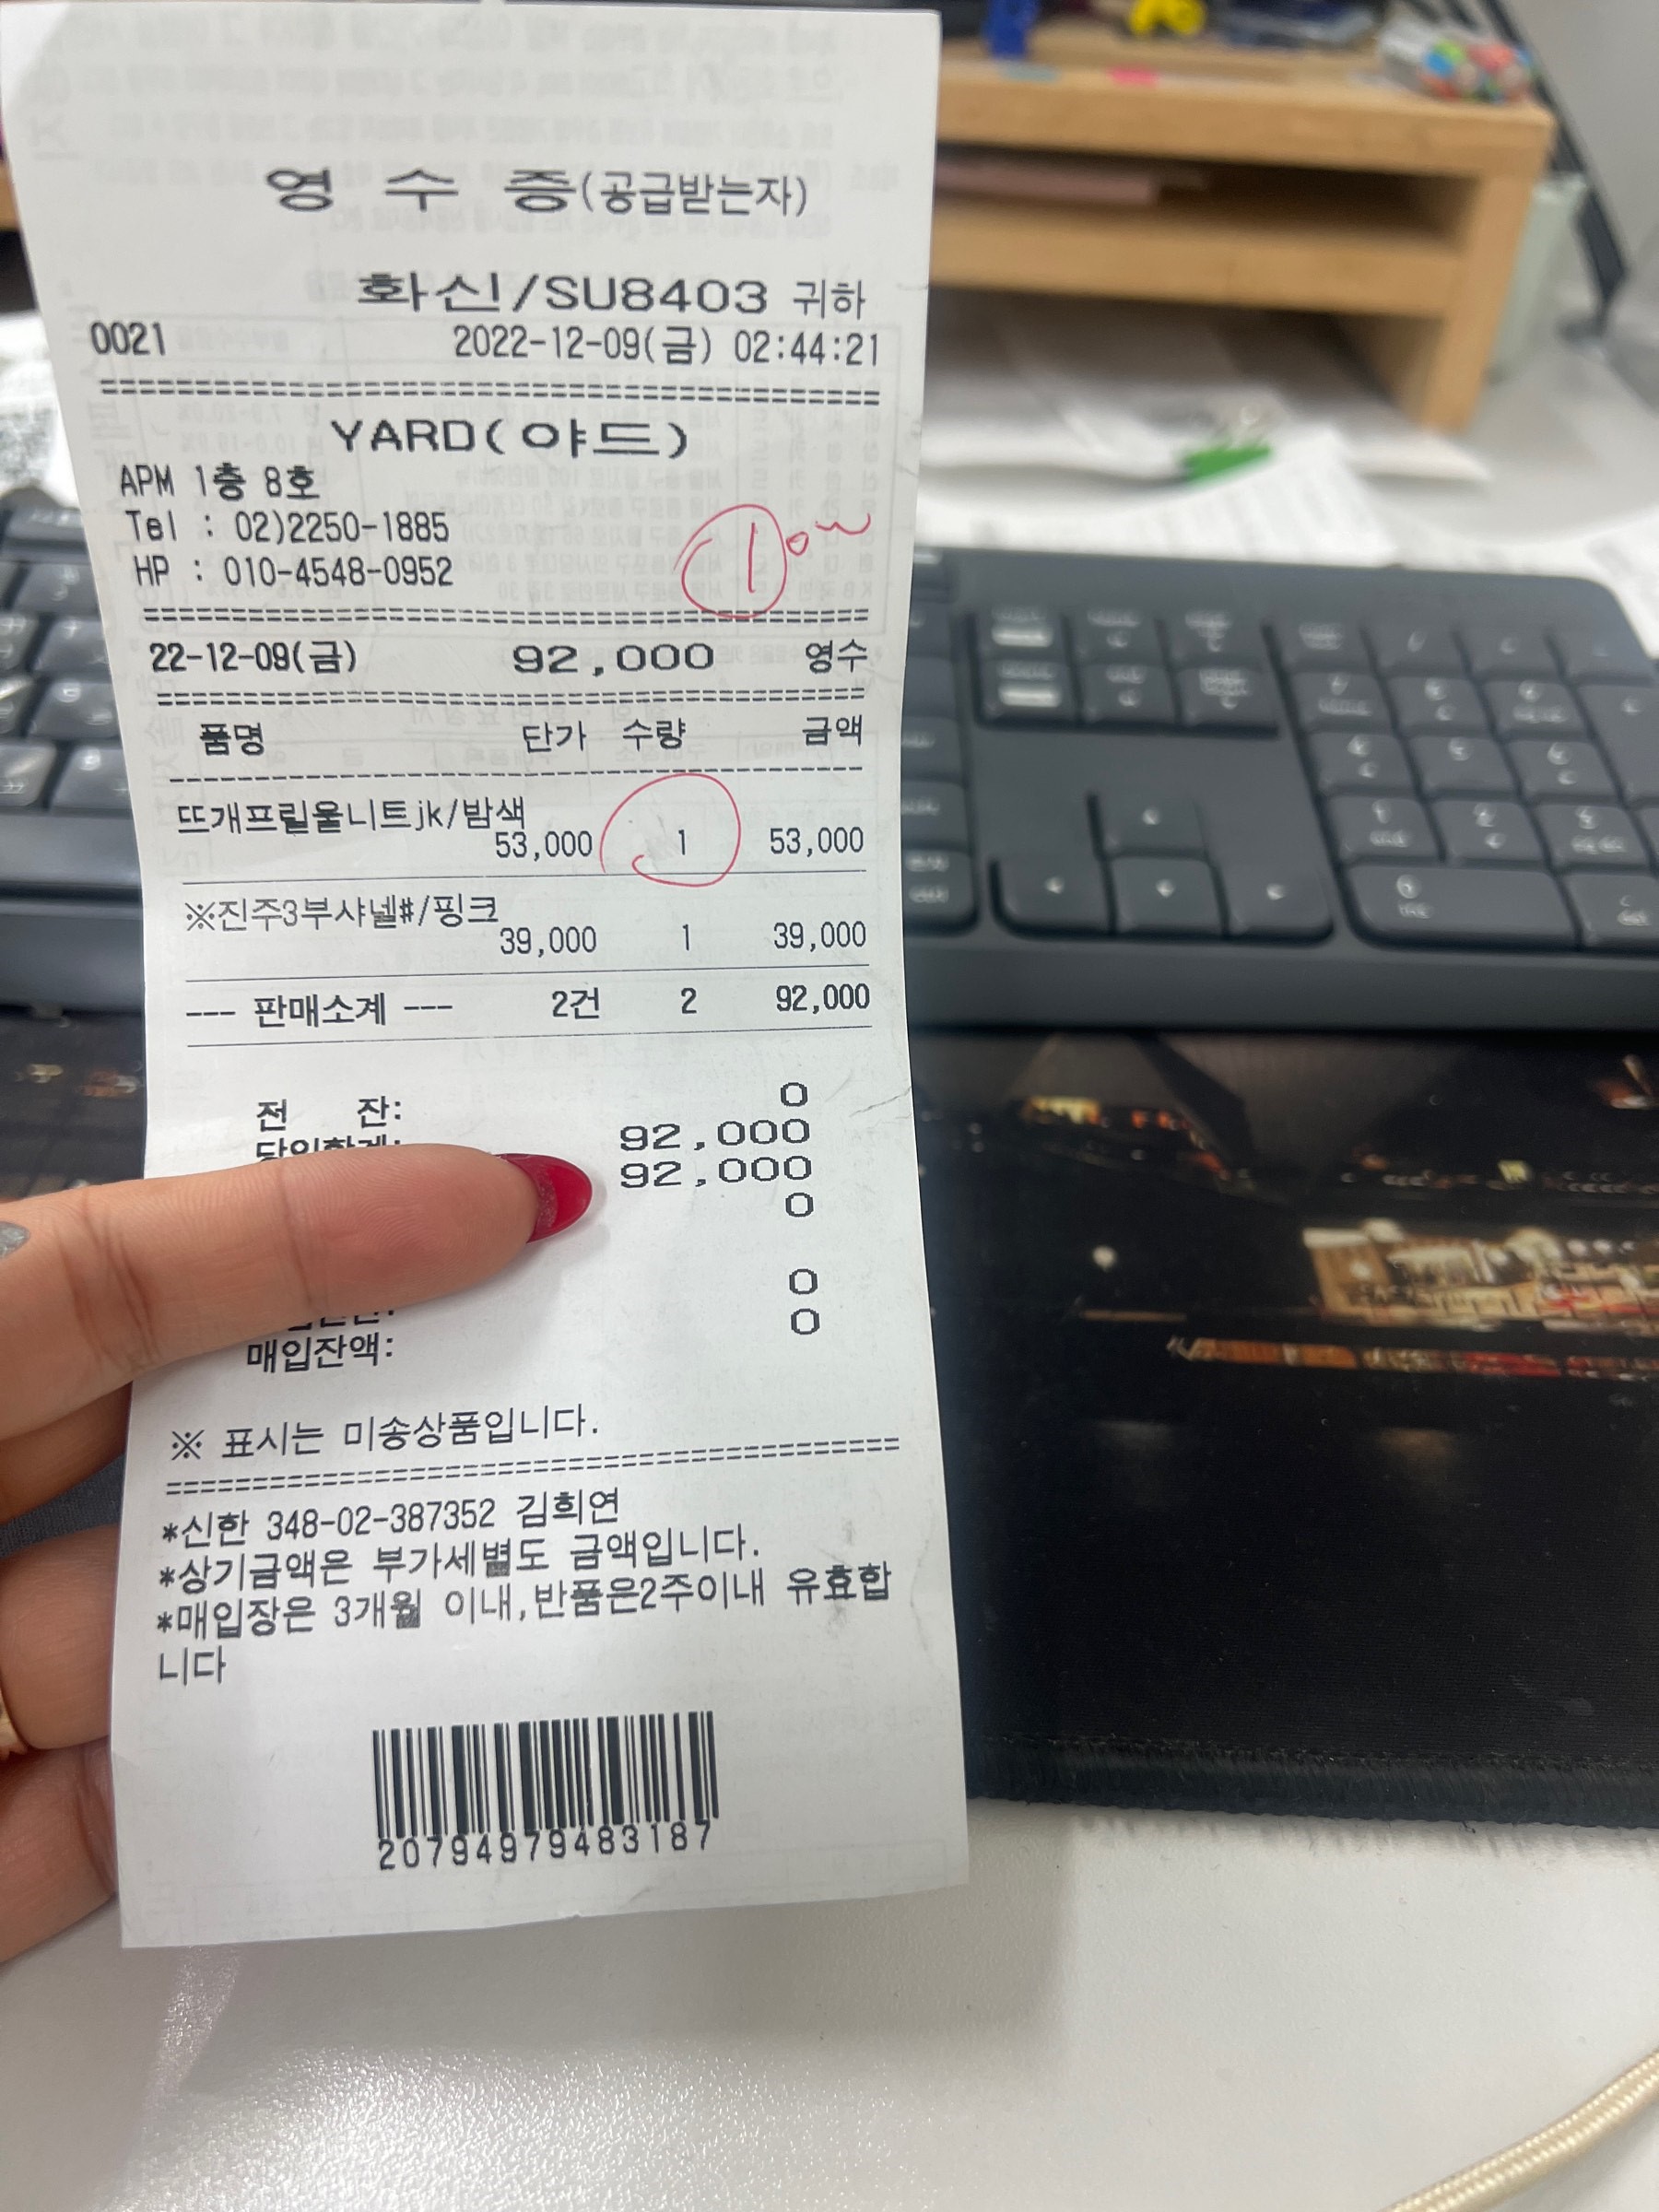 영 수 증(공급받는자)
화신/SU8403 귀하
0021 2022-12-09(금) 02:44:21
YARD(야드)
APM 1층 8호
Tel : 02)2250-1885
HP : 010-4548-0952
1
22-12-09(금) 92,000 영수
품명 단가 수량 금액
뜨개프릴울니트jk/밤색
53,000 1 53,000
※진주3부샤넬#/핑크
39,000 1 39,000
--- 판매소계 --- 2건 2 92,000
전 잔: 0
92,000
92,000
0
0
매입잔액: 0
※ 표시는 미송상품입니다.
*신한 348-02-387352 김희연
*상기금액은 부가세별도 금액입니다.
*매입장은 3개월 이내,반품은2주이내 유효합
니다
20794979483187